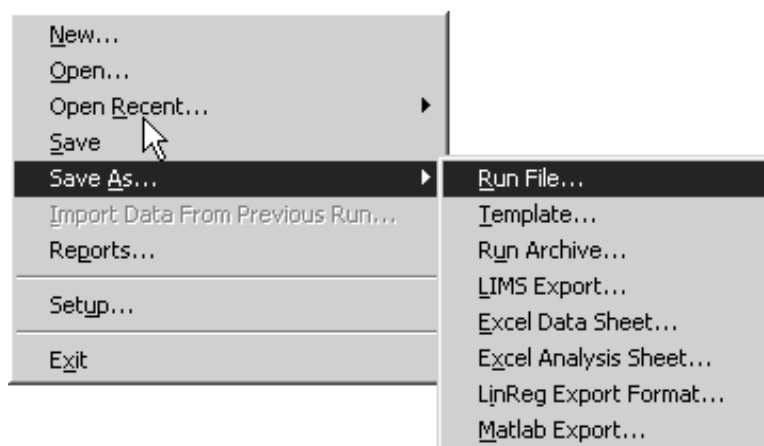 New...
Open...
Open Recent...
Save
Save As...
Import Data From Previous Run...
Reports...
Setup...
Exit
Run File...
Template...
Run Archive...
LIMS Export...
Excel Data Sheet...
Excel Analysis Sheet...
LinReg Export Format...
Matlab Export...